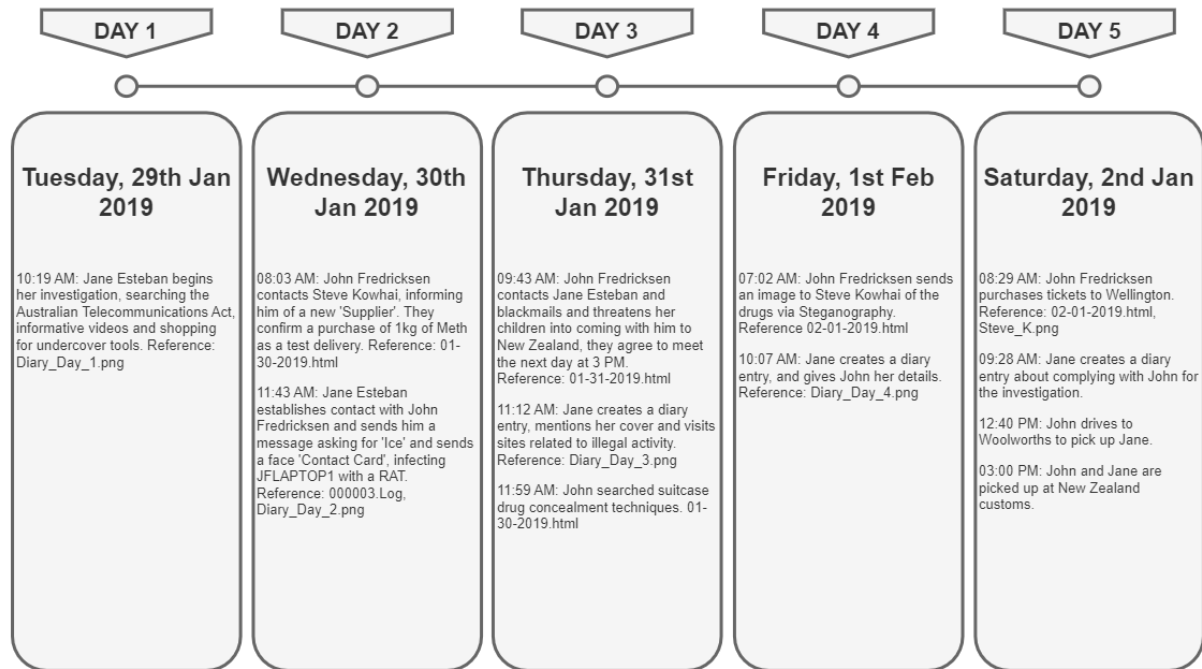 DAY 1
DAY 2
DAY 3
DAY 4
DAY 5
Tuesday, 29th Jan
2019
10:19 AM: Jane Esteban begins
her investigation, searching the
Australian Telecommunications Act,
informative videos and shopping
for undercover tools. Reference:
Diary_Day_1.png
Wednesday, 30th
Jan 2019
08:03 AM: John Fredricksen
contacts Steve Kowhai, informing
him of a new 'Supplier'. They
confirm a purchase of 1kg of Meth
as a test delivery. Reference: 01-
30-2019.html
11:43 AM: Jane Esteban
establishes contact with John
Fredricksen and sends him a
message asking for 'Ice' and sends
a face 'Contact Card', infecting
JFLAPTOP1 with a RAT.
Reference: 000003.Log,
Diary_Day_2.png
Thursday, 31st
Jan 2019
09:43 AM: John Fredricksen
contacts Jane Esteban and
blackmails and threatens her
children into coming with him to
New Zealand, they agree to meet
the next day at 3 PM.
Reference: 01-31-2019.html
11:12 AM: Jane creates a diary
entry, mentions her cover and visits
sites related to illegal activity.
Reference: Diary_Day_3.png
11:59 AM: John searched suitcase
drug concealment techniques. 01-
30-2019.html
Friday, 1st Feb
2019
07:02 AM: John Fredricksen sends
an image to Steve Kowhai of the
drugs via Steganography.
Reference 02-01-2019.html
10:07 AM: Jane creates a diary
entry, and gives John her details.
Reference: Diary_Day_4.png
Saturday, 2nd Jan
2019
08:29 AM: John Fredricksen
purchases tickets to Wellington.
Reference: 02-01-2019.html,
Steve_K.png
09:28 AM: Jane creates a diary
entry about complying with John for
the investigation.
12:40 PM: John drives to
Woolworths to pick up Jane.
03:00 PM: John and Jane are
picked up at New Zealand
customs.